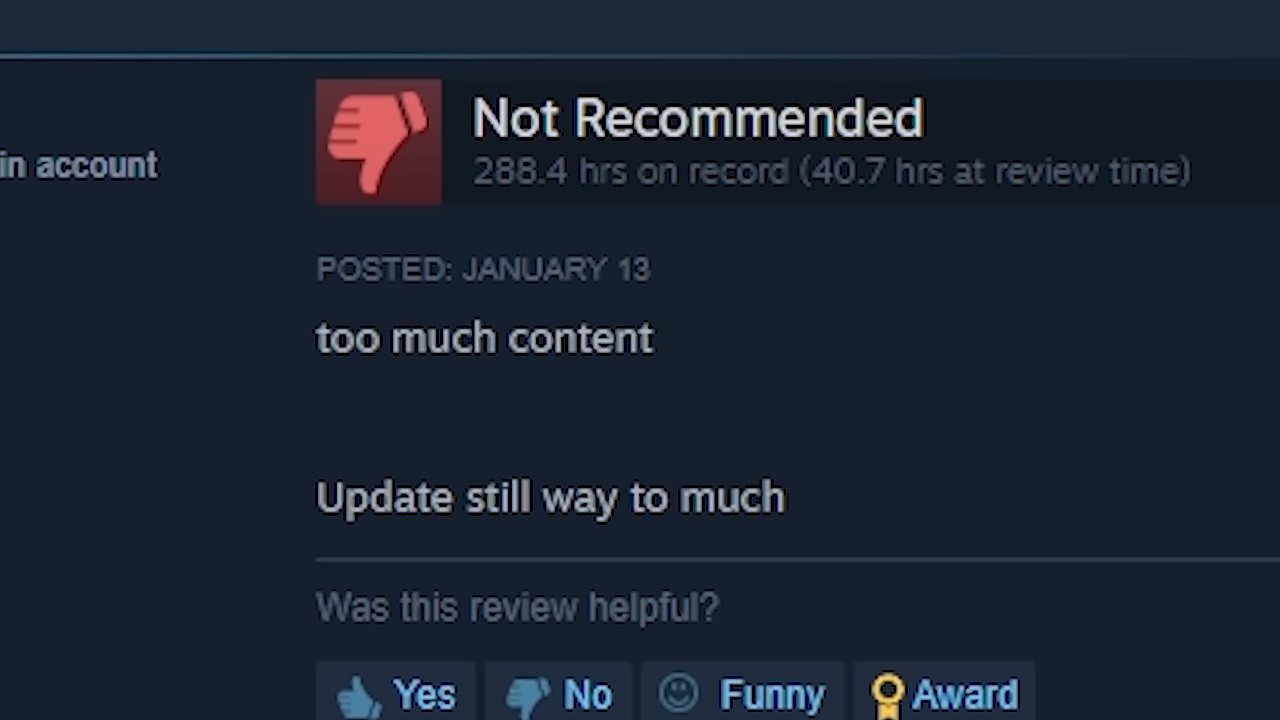 Not Recommended
288.4 hrs on record (40.7 hrs at review time)
in account
POSTED: JANUARY 13
too much content
Update still way to much
Was this review helpful?
Yes No Funny Award